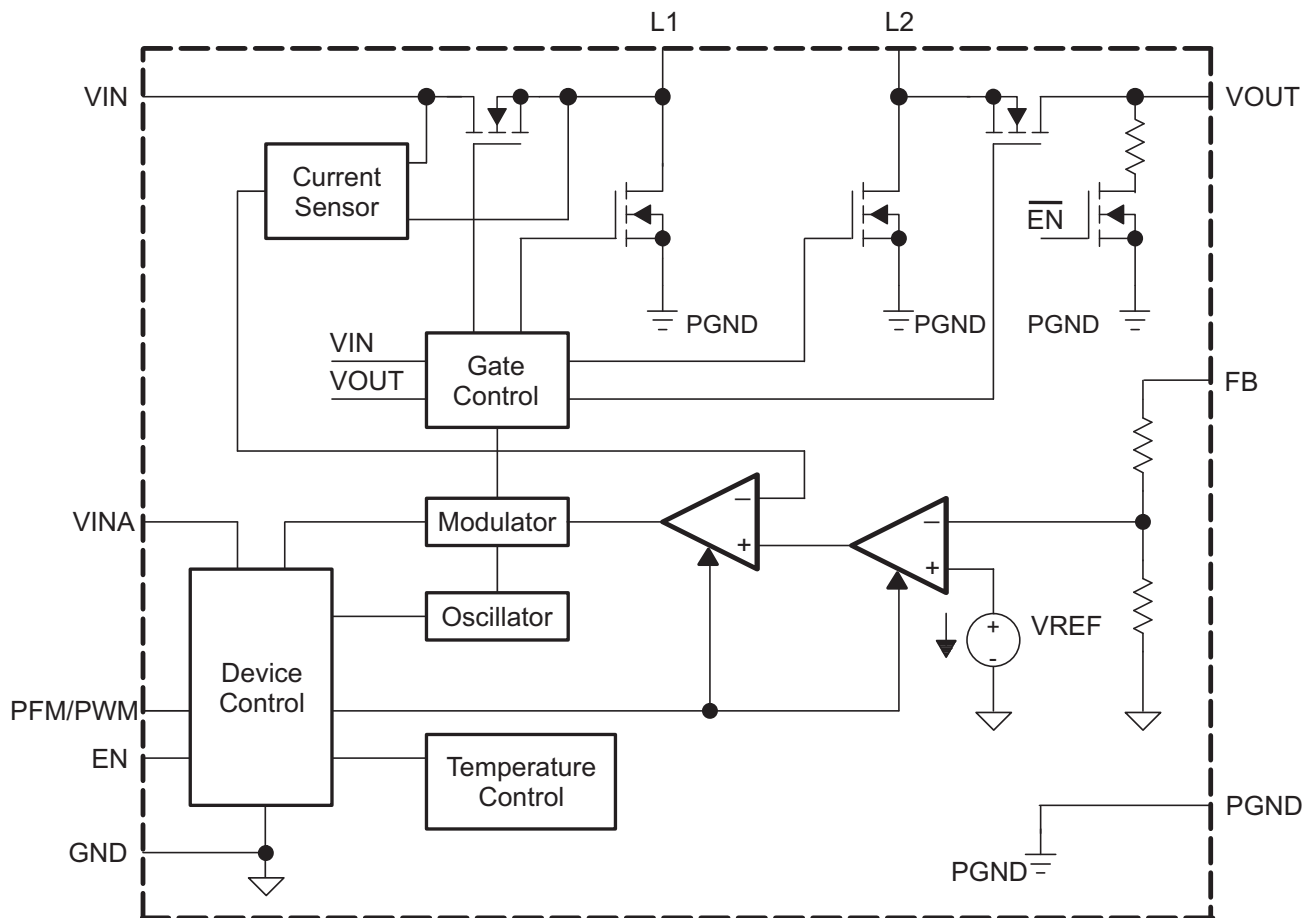 L1
L2
VIN
VOUT
Current
Sensor
EN
PGND
PGND
PGND
VIN
VOUT
Gate
Control
FB
VINA
Modulator
–
+
–
+
Oscillator
+
-
VREF
Device
Control
PFM/PWM
EN
Temperature
Control
PGND
GND
PGND